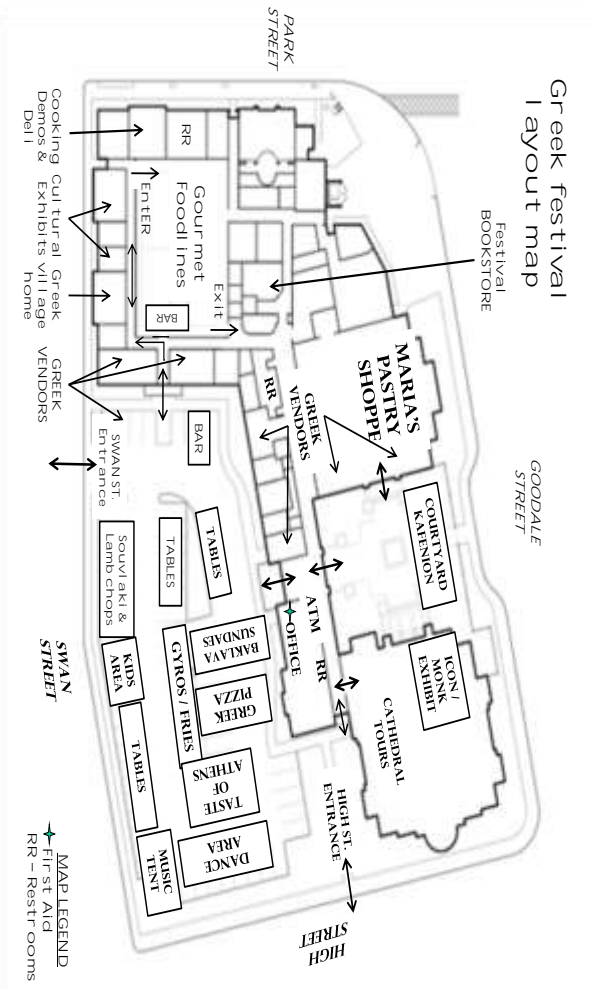 Greek festival
layout map
PARK
STREET
Festival
BOOKSTORE
GOODALE
STREET
Cooking
Demos &
Deli
RR
EntER
Gourmet
Foodlines
Exit
BAR
Cultural
Exhibits
Greek
village
home
GREEK
VENDORS
MARIA'S
PASTRY
SHOPPE
RR
GREEK
VENDORS
COURTYARD
KAFENION
ICON /
MONK
EXHIBIT
CATHEDRAL
TOURS
ATM
RR
OFFICE
HIGH ST.
ENTRANCE
HIGH
STREET
BAR
SWAN ST.
Entrance
TABLES
TABLES
Souvlaki &
Lamb chops
BAKLAVA
SUNDAES
GREEK
PIZZA
GYROS / FRIES
KIDS
AREA
TABLES
TASTE
OF
ATHENS
DANCE
AREA
MUSIC
TENT
SWAN
STREET
MAP LEGEND
First Aid
RR – Restrooms